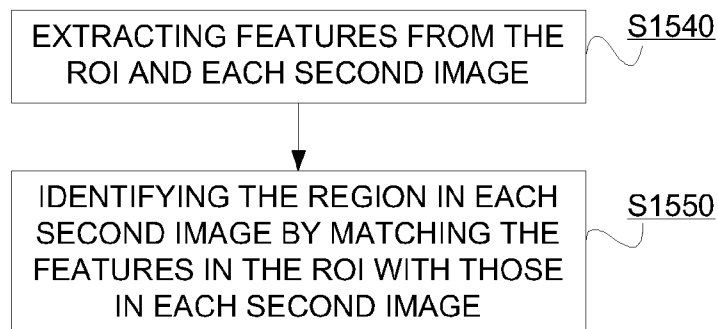 EXTRACTING FEATURES FROM THE
ROI AND EACH SECOND IMAGE
S1540
IDENTIFYING THE REGION IN EACH
SECOND IMAGE BY MATCHING THE
FEATURES IN THE ROI WITH THOSE
IN EACH SECOND IMAGE
S1550